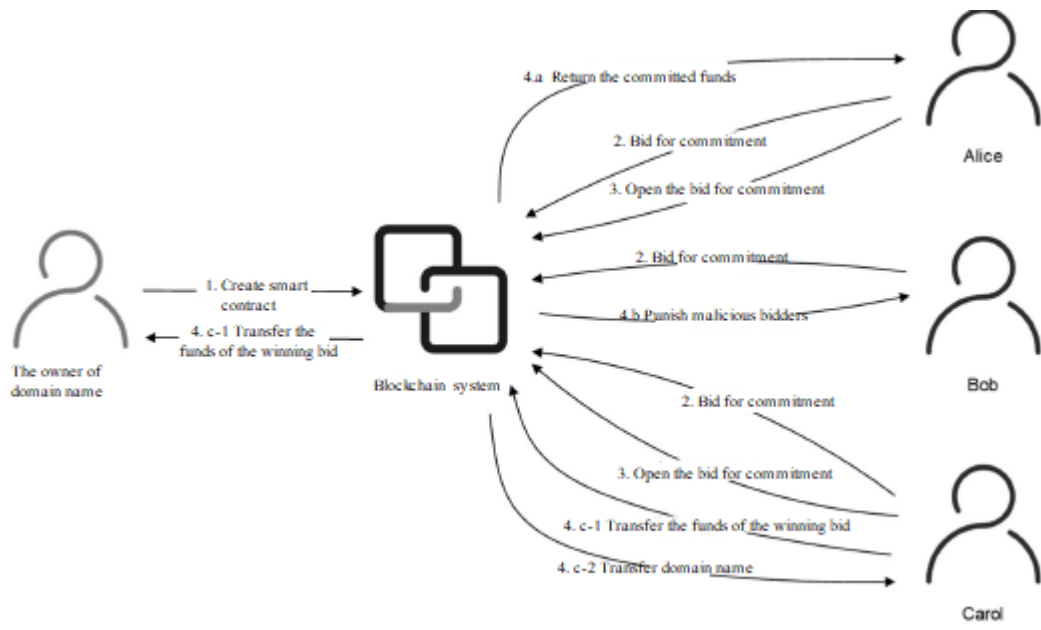 4.a Return the committed funds
2. Bid for commitment
Alice
3. Open the bid for commitment
2. Bid for commitment
1. Create smart
contract
4.b Punish malicious bidders
4. c-1 Transfer the
funds of the winning bid
The owner of
domain name
Blockchain system
Bob
2. Bid for commitment
3. Open the bid for commitment
4. c-1 Transfer the funds of the winning bid
4. c-2 Transfer domain name
Carol